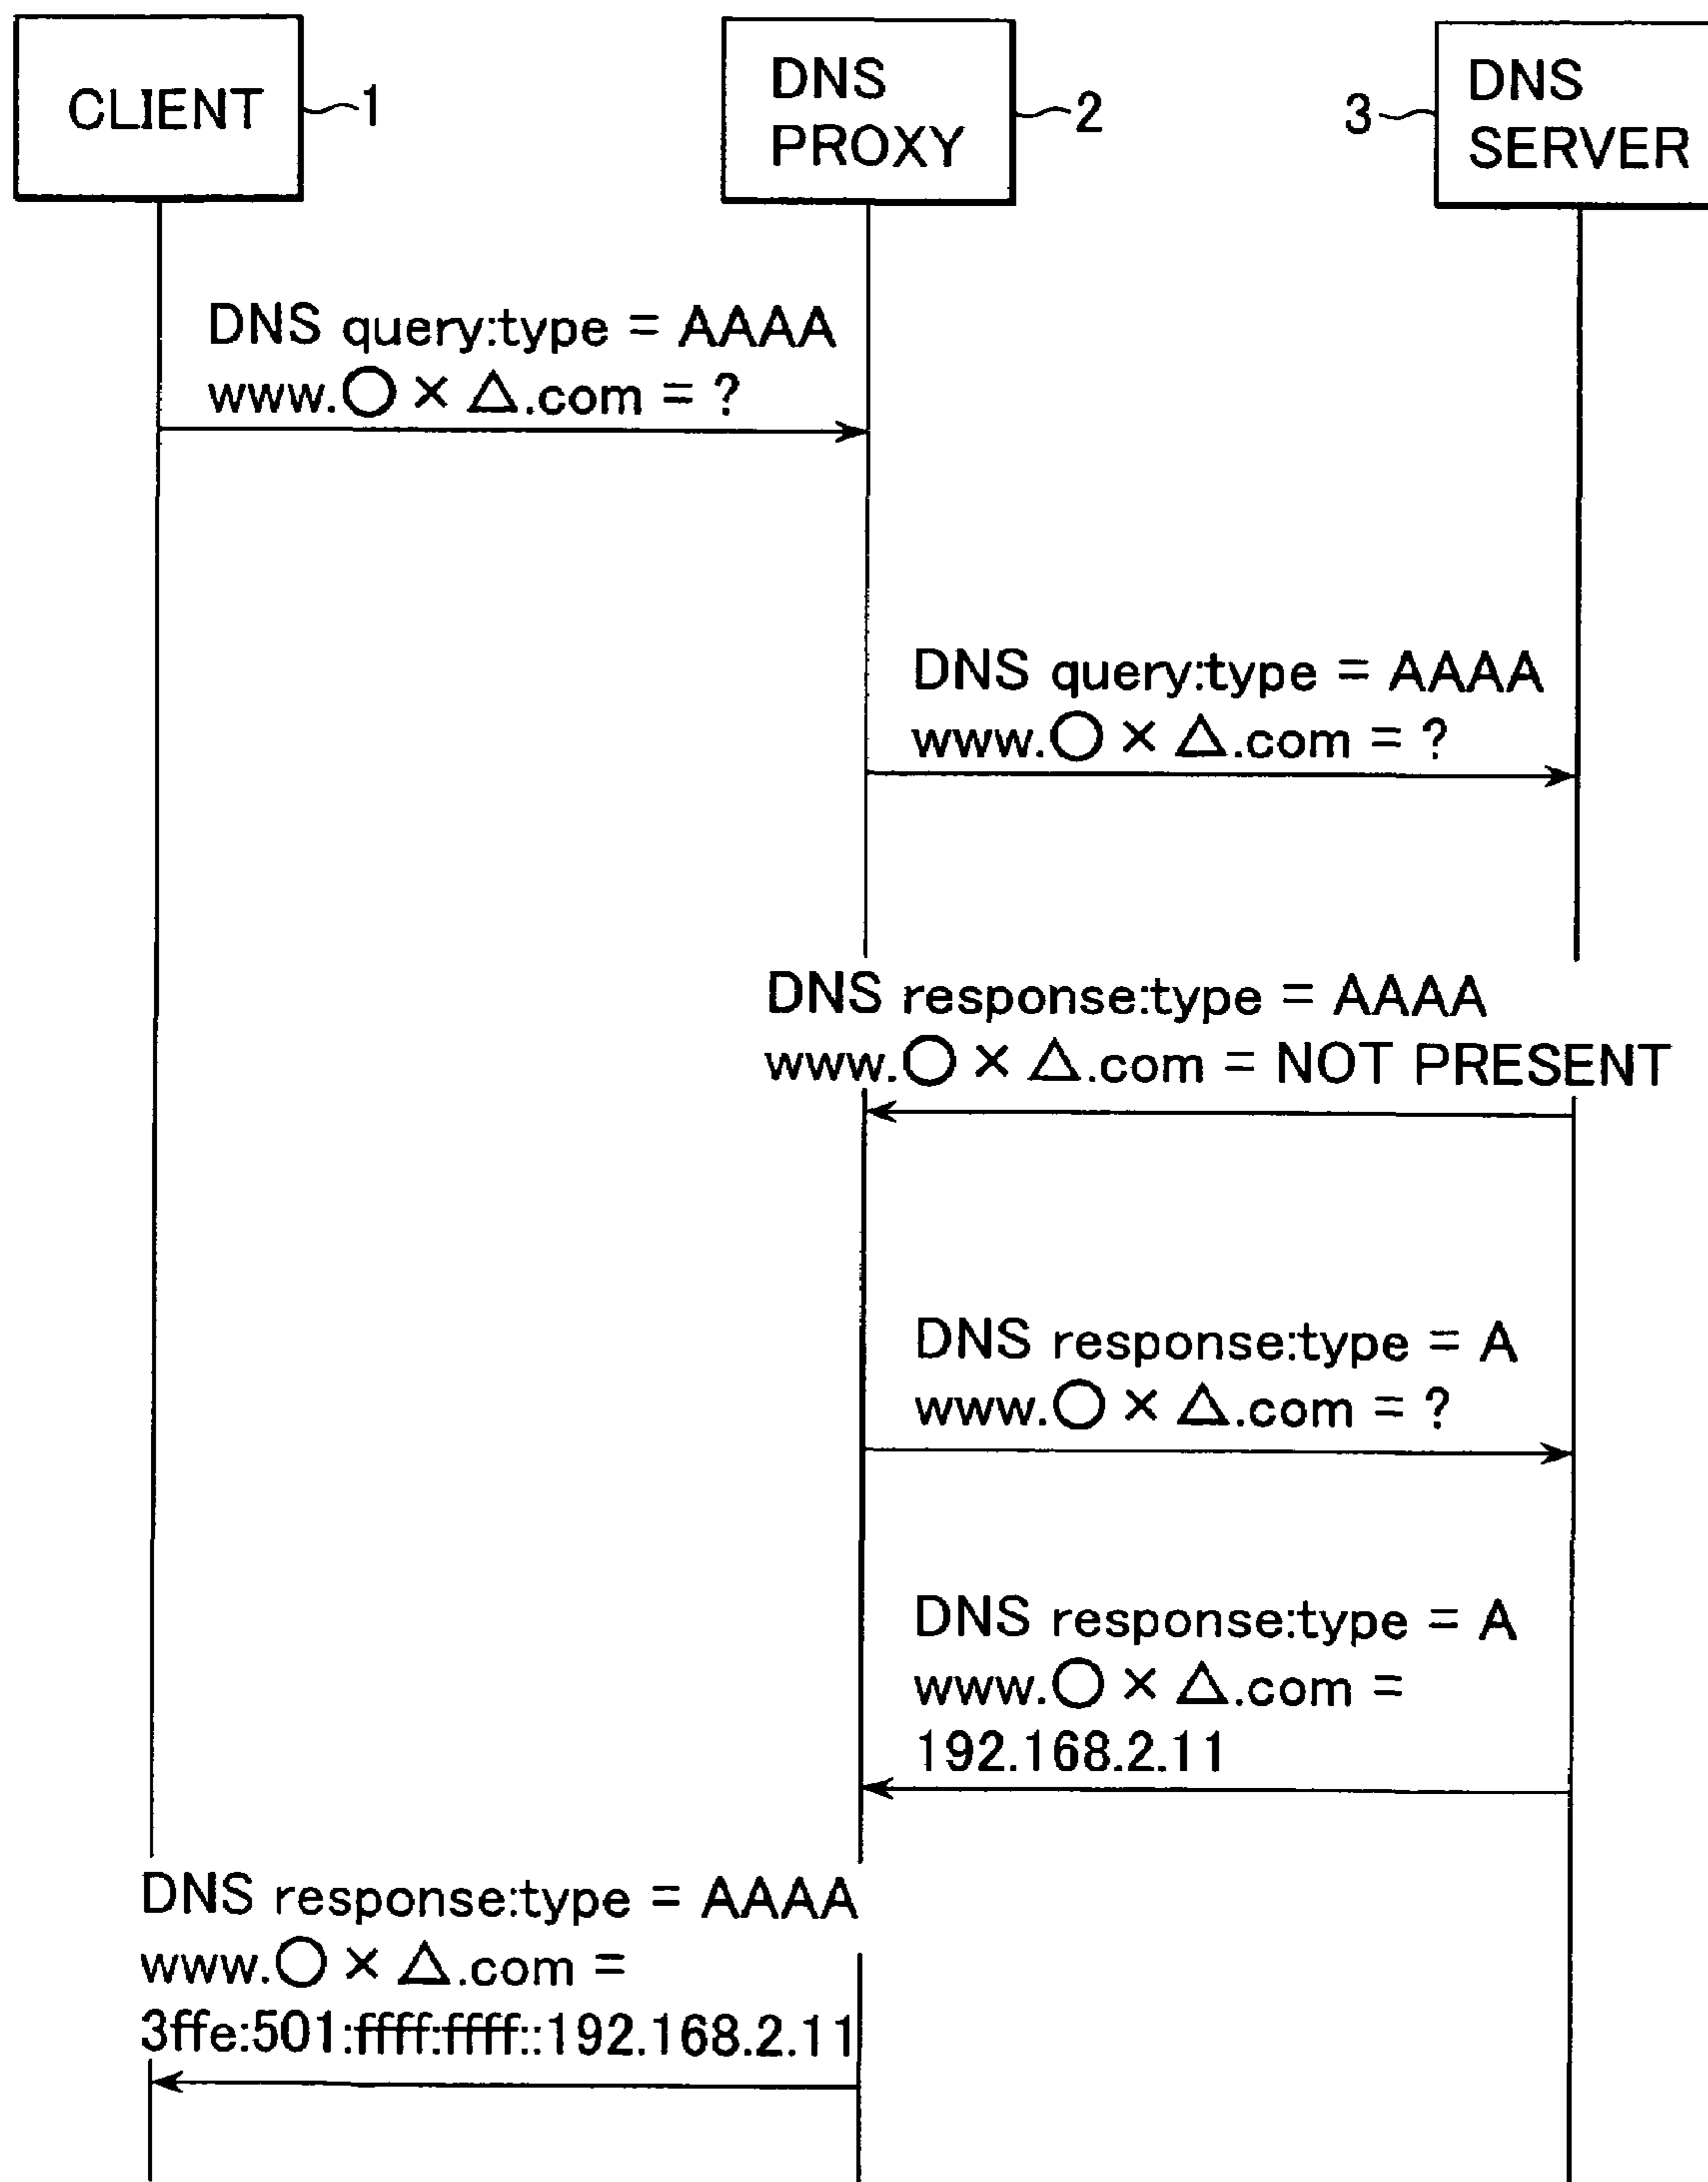 CLIENT
1
DNS
PROXY
2
3
DNS
SERVER
DNS query:type = AAAA
www.○×△.com = ?
DNS query:type = AAAA
www.○×△.com = ?
DNS response:type = AAAA
www.○×△.com = NOT PRESENT
DNS response:type = A
www.○×△.com = ?
DNS response:type = A
www.○×△.com =
192.168.2.11
DNS response:type = AAAA
www.○×△.com =
3ffe:501:ffff:ffff::192.168.2.11